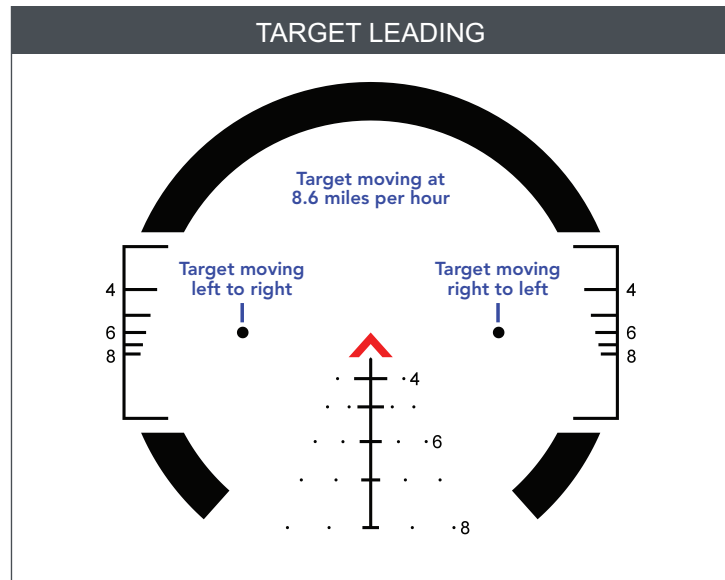 TARGET LEADING
Target moving at
8.6 miles per hour
Target moving
left to right
Target moving
right to left
4
6
8
4
6
8
4
6
8